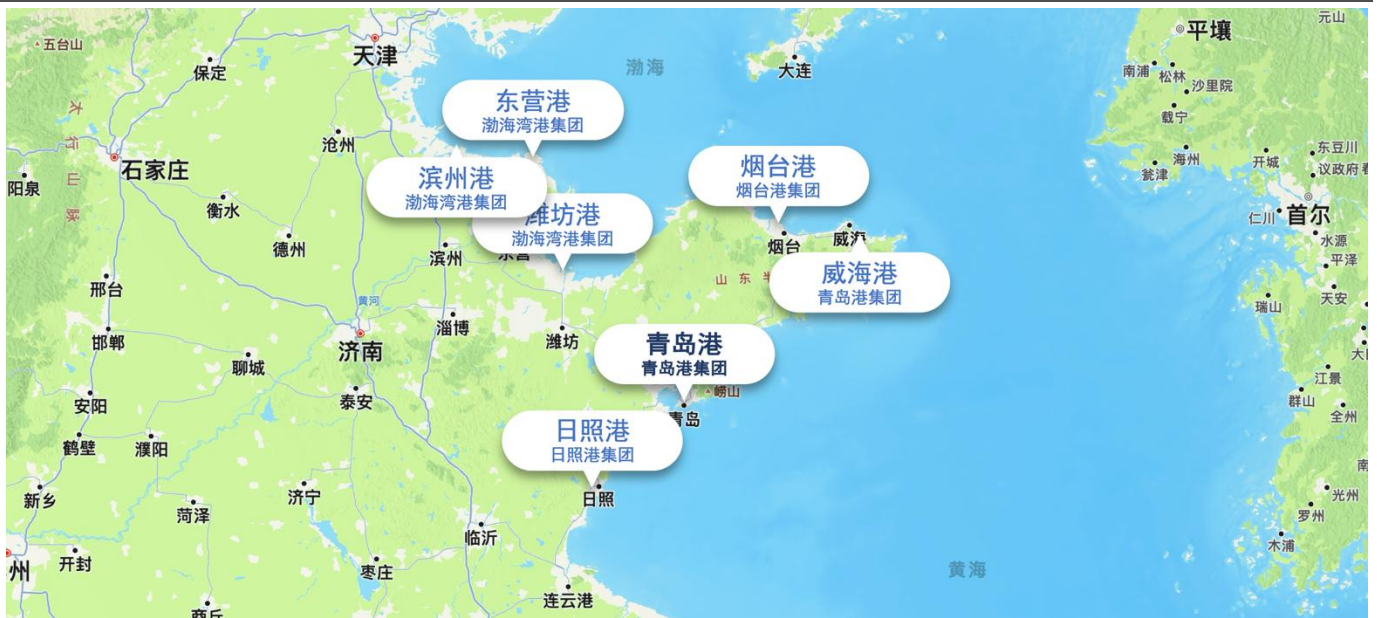 五台山
保定
天津
渤海
大连
平壤
元山
南浦
松林
沙里院
载宁
东营港
渤海湾港集团
沧州
太行山脉
石家庄
阳泉
滨州港
渤海湾港集团
烟台港
烟台港集团
瓮津
海州
开城
东豆川
议政府
衡水
潍坊港
渤海湾港集团
仁川
首尔
德州
滨州
东营
烟台
威海
水源
平泽
邢台
山东半
威海港
青岛港集团
瑞山
天安
黄河
邯郸
济南
淄博
潍坊
青岛港
青岛港集团
聊城
江景
安阳
泰安
崂山
群山
全州
青岛
鹤壁
濮阳
日照港
日照港集团
新乡
菏泽
济宁
日照
光州
罗州
临沂
木浦
州
开封
枣庄
黄海
商丘
连云港